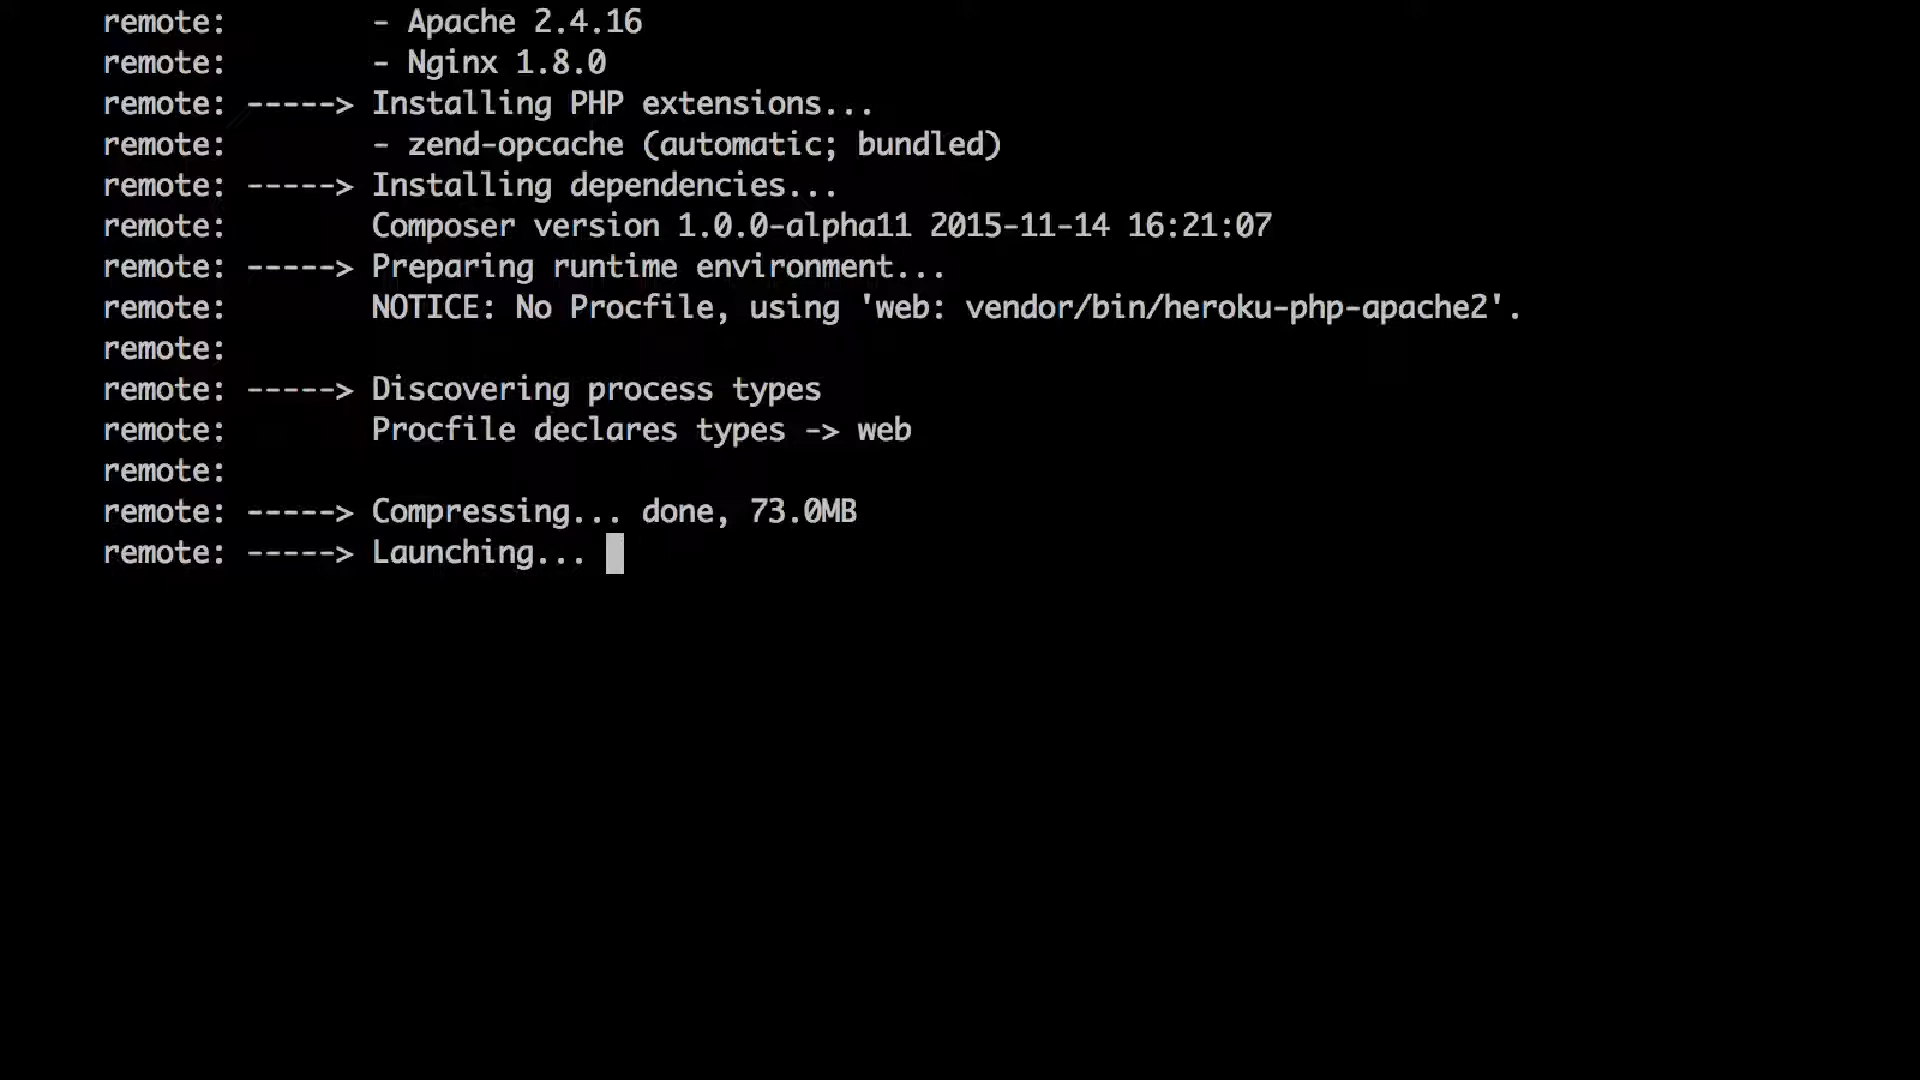 remote:        - Apache 2.4.16
remote:        - Nginx 1.8.0
remote: -----> Installing PHP extensions...
remote:        - zend-opcache (automatic; bundled)
remote: -----> Installing dependencies...
remote:        Composer version 1.0.0-alpha11 2015-11-14 16:21:07
remote: -----> Preparing runtime environment...
remote:        NOTICE: No Procfile, using 'web: vendor/bin/heroku-php-apache2'.
remote:
remote: -----> Discovering process types
remote:        Procfile declares types -> web
remote:
remote: -----> Compressing... done, 73.0MB
remote: -----> Launching...